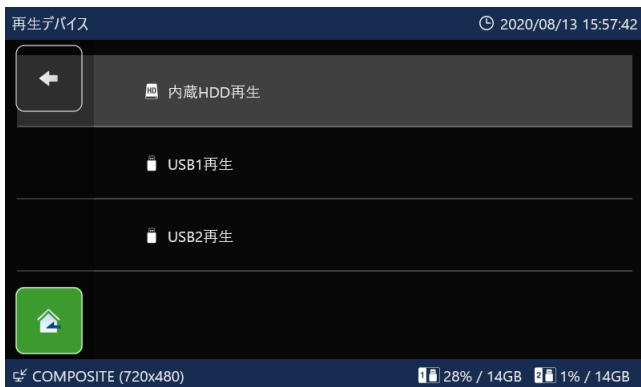 再生デバイス 2020/08/13 15:57:42
HD 内蔵HDD再生
USB1再生
USB2再生
COMPOSITE (720x480) 1 28% / 14GB 2 1% / 14GB